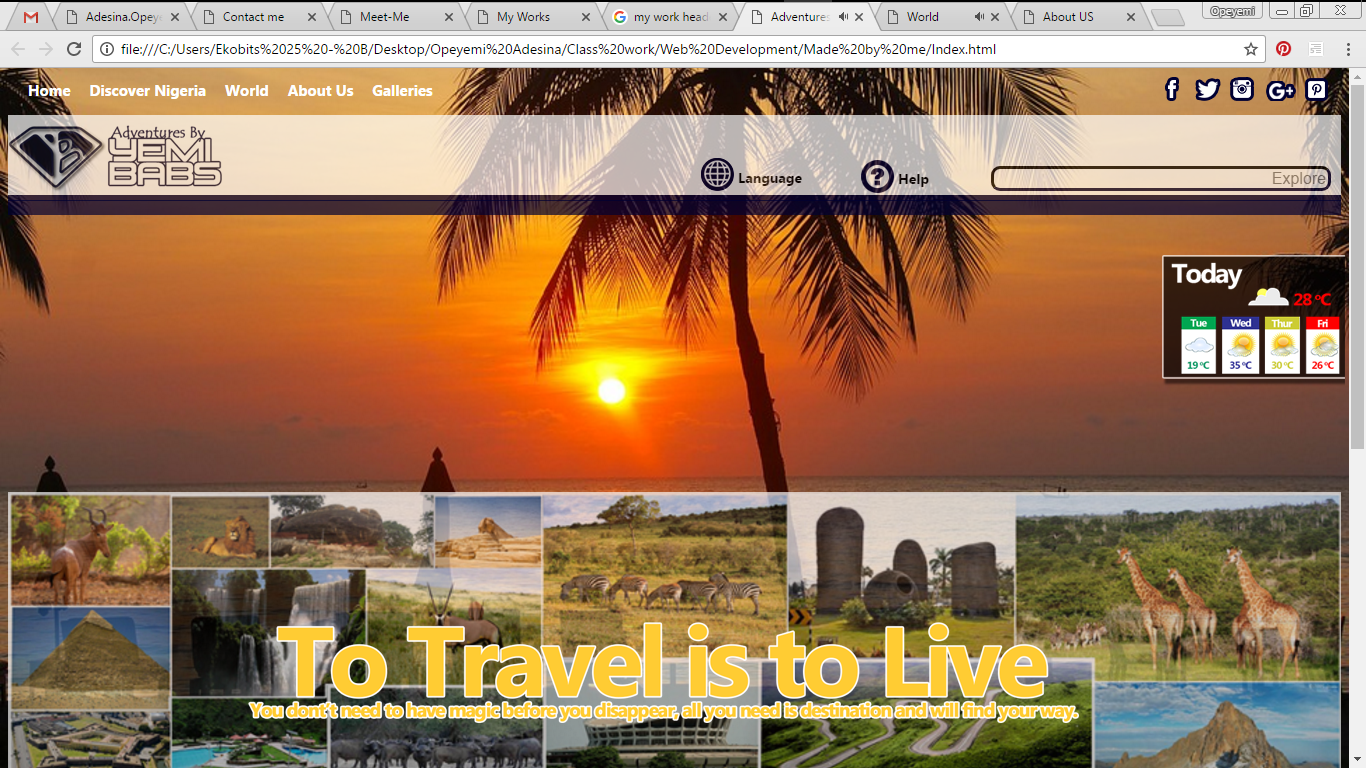 Adesina.Opeye
Contact me
Meet-Me
My Works
my work head
Adventures
World
About US
Opeyemi
file:///C:/Users/Ekobits%2025%20-%20B/Desktop/Opeyemi%20Adesina/Class%20work/Web%20Development/Made%20by%20me/Index.html
Home Discover Nigeria World About Us Galleries
Adventures By
YEMI
BABS
Language
Help
Explore
Today
28 °C
Tue Wed Thur Fri
19 °C 35 °C 30 °C 26 °C
To Travel is to Live
You dont't need to have magic before you disappear, all you need is destination and will find your way.